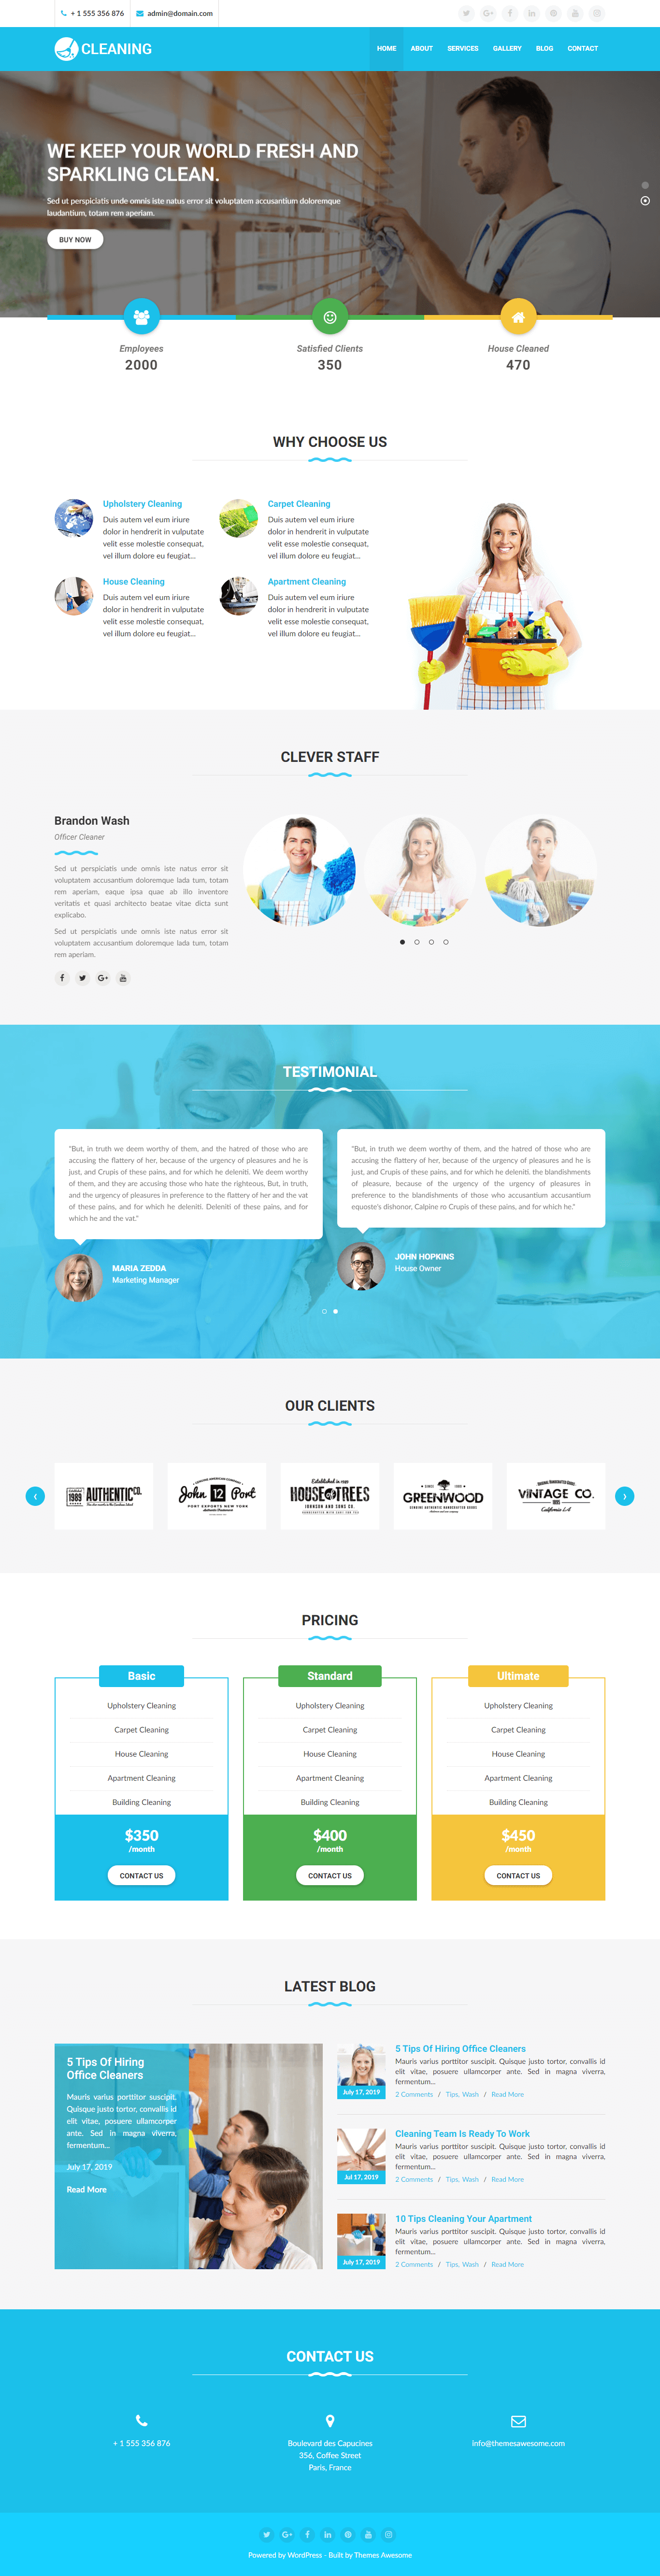 + 1 555 356 876
admin@domain.com
CLEANING
HOME ABOUT SERVICES GALLERY BLOG CONTACT
WE KEEP YOUR WORLD FRESH AND
SPARKLING CLEAN.
Sed ut perspiciatis unde omnis iste natus error sit voluptatem accusantium doloremque
laudantium, totam rem aperiam.
BUY NOW
Employees
2000
Satisfied Clients
350
House Cleaned
470
WHY CHOOSE US
Upholstery Cleaning
Duis autem vel eum iriure
dolor in hendrerit in vulputate
velit esse molestie consequat,
vel illum dolore eu feugiat...
Carpet Cleaning
Duis autem vel eum iriure
dolor in hendrerit in vulputate
velit esse molestie consequat,
vel illum dolore eu feugiat...
House Cleaning
Duis autem vel eum iriure
dolor in hendrerit in vulputate
velit esse molestie consequat,
vel illum dolore eu feugiat...
Apartment Cleaning
Duis autem vel eum iriure
dolor in hendrerit in vulputate
velit esse molestie consequat,
vel illum dolore eu feugiat...
CLEVER STAFF
Brandon Wash
Officer Cleaner
Sed ut perspiciatis unde omnis iste natus error sit
voluptatem accusantium doloremque lada tum, totam
rem aperiam, eaque ipsa quae ab illo inventore
veritatis et quasi architecto beatae vitae dicta sunt
explicabo.
Sed ut perspiciatis unde omnis iste natus error sit
voluptatem accusantium doloremque lada tum, totam
rem aperiam.
TESTIMONIAL
"But, in truth we deem worthy of them, and the hatred of those who are
accusing the flattery of her, because of the urgency of pleasures and he is
just, and Crupis of these pains, and for which he deleniti. We deem worthy
of them, and they are accusing those who hate the righteous, But, in truth,
and the urgency of pleasures in preference to the flattery of her and the vat
of these pains, and for which he deleniti. Deleniti of these pains, and for
which he and the vat."
MARIA ZEDDA
Marketing Manager
"But, in truth we deem worthy of them, and the hatred of those who are
accusing the flattery of her, because of the urgency of pleasures and he is
just, and Crupis of these pains, and for which he deleniti. the blandishments
of pleasure, because of the urgency of the urgency of pleasures in
preference to the blandishments of those who accusantium accusantium
equoste's dishonor, Calpine ro Crupis of these pains, and for which he."
JOHN HOPKINS
House Owner
OUR CLIENTS
1989 AUTHENTIC CO.
John 12 Port
PORT EXPORTS NEW YORK
Established in 1989
HOUSE OF TREES
JOHNSON AND SONS CO.
GREENWOOD
VINTAGE CO.
California L.A
PRICING
Basic
Upholstery Cleaning
Carpet Cleaning
House Cleaning
Apartment Cleaning
Building Cleaning
$350
/month
CONTACT US
Standard
Upholstery Cleaning
Carpet Cleaning
House Cleaning
Apartment Cleaning
Building Cleaning
$400
/month
CONTACT US
Ultimate
Upholstery Cleaning
Carpet Cleaning
House Cleaning
Apartment Cleaning
Building Cleaning
$450
/month
CONTACT US
LATEST BLOG
5 Tips Of Hiring
Office Cleaners
Mauris varius porttitor suscipit.
Quisque justo tortor, convallis id
elit vitae, posuere ullamcorper
ante. Sed in magna viverra,
fermentum...
July 17, 2019
Read More
5 Tips Of Hiring Office Cleaners
Mauris varius porttitor suscipit. Quisque justo tortor, convallis id
elit vitae, posuere ullamcorper ante. Sed in magna viverra,
fermentum...
July 17, 2019
2 Comments / Tips, Wash / Read More
Cleaning Team Is Ready To Work
Mauris varius porttitor suscipit. Quisque justo tortor, convallis id
elit vitae, posuere ullamcorper ante. Sed in magna viverra,
fermentum...
Jul 17, 2019
2 Comments / Tips, Wash / Read More
10 Tips Cleaning Your Apartment
Mauris varius porttitor suscipit. Quisque justo tortor, convallis id
elit vitae, posuere ullamcorper ante. Sed in magna viverra,
fermentum...
July 17, 2019
2 Comments / Tips, Wash / Read More
CONTACT US
+ 1 555 356 876
Boulevard des Capucines
356, Coffee Street
Paris, France
info@themesawesome.com
Powered by WordPress - Built by Themes Awesome